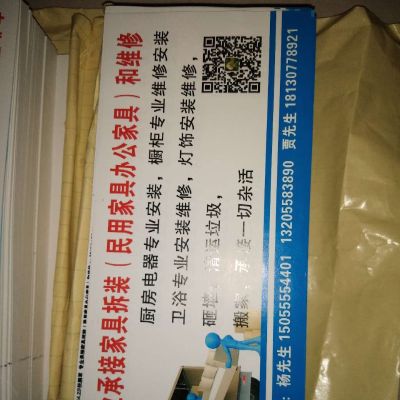 承接家具拆装（民用家具办公家具）和维修
厨房电器专业安装，橱柜专业维修安装
卫浴专业安装维修，灯饰安装维修，
砸墙，清运垃圾，
搬家，承接一切杂活
：杨先生 15055554401 13205583890 贾先生 18130778921